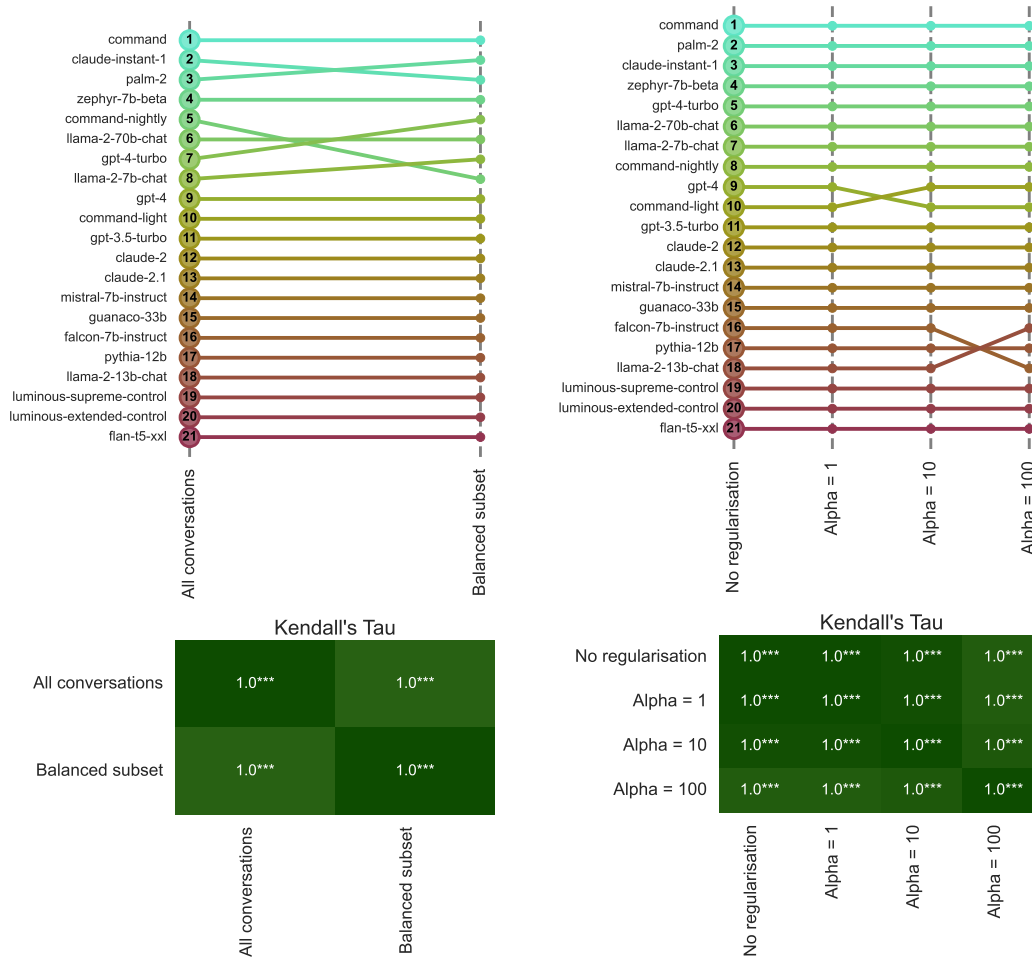 command 1
claude-instant-1 2
palm-2 3
zephyr-7b-beta 4
command-nightly 5
llama-2-70b-chat 6
gpt-4-turbo 7
llama-2-7b-chat 8
gpt-4 9
command-light 10
gpt-3.5-turbo 11
claude-2 12
claude-2.1 13
mistral-7b-instruct 14
guanaco-33b 15
falcon-7b-instruct 16
pythia-12b 17
llama-2-13b-chat 18
luminous-supreme-control 19
luminous-extended-control 20
flan-t5-xxl 21
All conversations
Balanced subset
Kendall's Tau
All conversations 1.0*** 1.0***
Balanced subset 1.0*** 1.0***
All conversations
Balanced subset
command 1
palm-2 2
claude-instant-1 3
zephyr-7b-beta 4
gpt-4-turbo 5
llama-2-70b-chat 6
llama-2-7b-chat 7
command-nightly 8
gpt-4 9
command-light 10
gpt-3.5-turbo 11
claude-2 12
claude-2.1 13
mistral-7b-instruct 14
guanaco-33b 15
falcon-7b-instruct 16
pythia-12b 17
llama-2-13b-chat 18
luminous-supreme-control 19
luminous-extended-control 20
flan-t5-xxl 21
No regularisation
Alpha = 1
Alpha = 10
Alpha = 100
Kendall's Tau
No regularisation 1.0*** 1.0*** 1.0*** 1.0***
Alpha = 1 1.0*** 1.0*** 1.0*** 1.0***
Alpha = 10 1.0*** 1.0*** 1.0*** 1.0***
Alpha = 100 1.0*** 1.0*** 1.0*** 1.0***
No regularisation
Alpha = 1
Alpha = 10
Alpha = 100